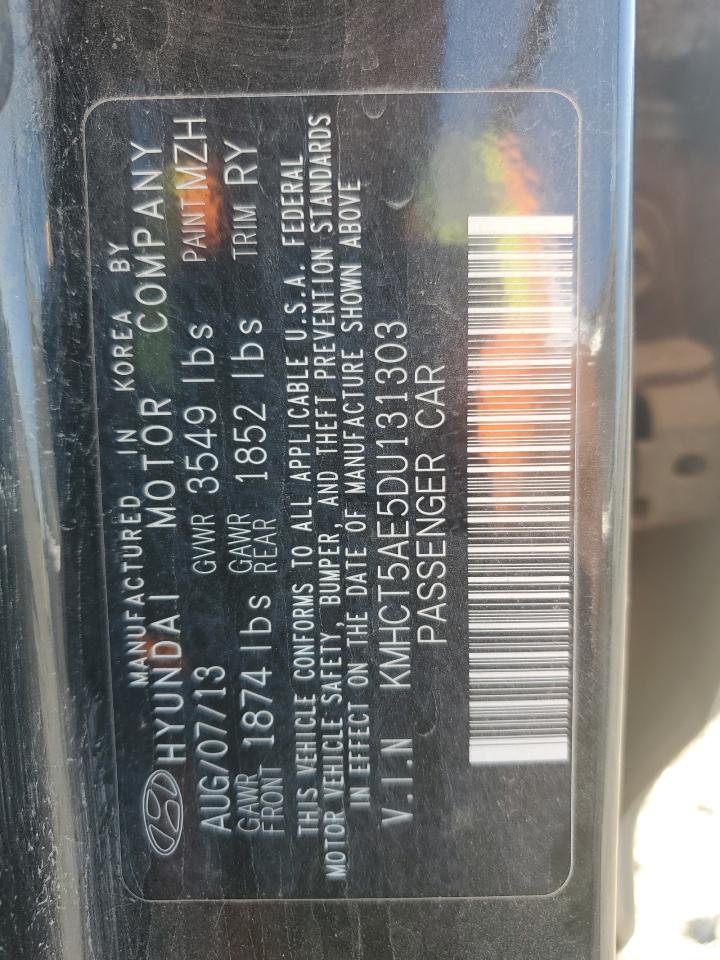 MANUFACTURED IN KOREA BY
HYUNDAI MOTOR COMPANY
AUG/07/13 GVWR 3549 lbs PAINT MZH
GAWR FRONT 1874 lbs GAWR REAR 1852 lbs TRIM RY
THIS VEHICLE CONFORMS TO ALL APPLICABLE U.S.A. FEDERAL
MOTOR VEHICLE SAFETY, BUMPER, AND THEFT PREVENTION STANDARDS
IN EFFECT ON THE DATE OF MANUFACTURE SHOWN ABOVE
V.I.N KMHCT5AE5DU131303
PASSENGER CAR